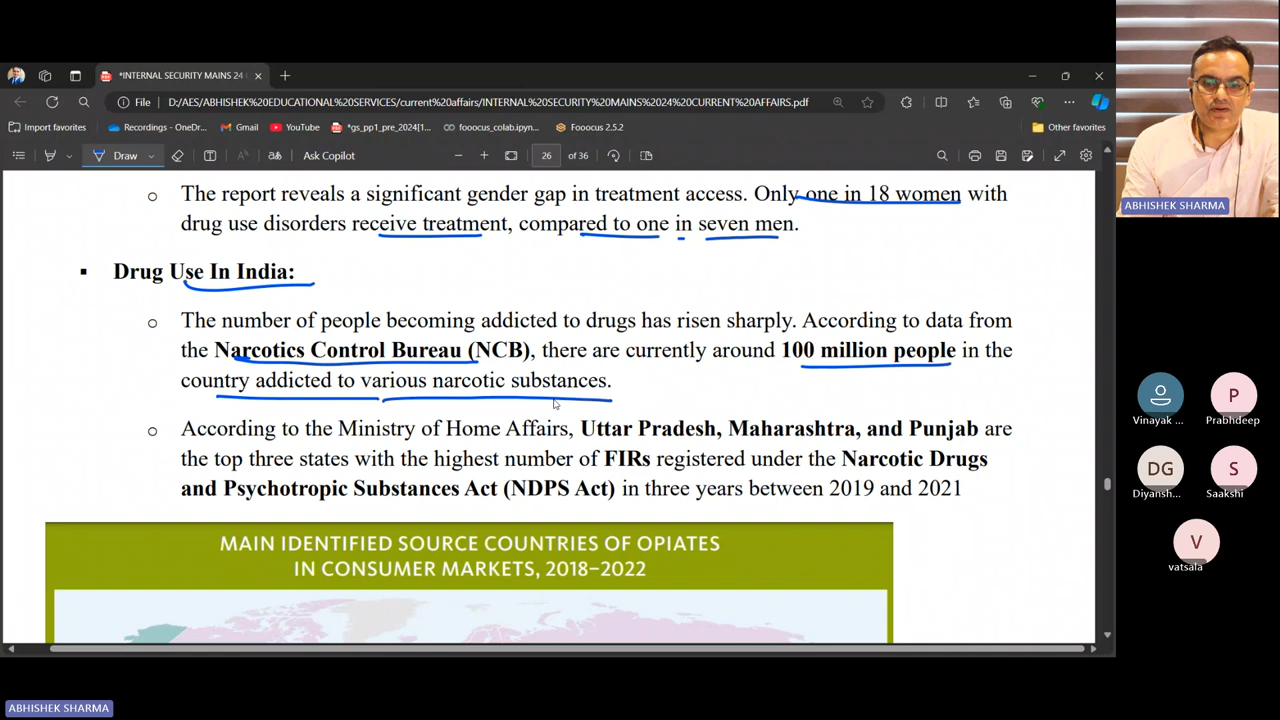 *INTERNAL SECURITY MAINS 24
File
D:/AES/ABHISHEK%20EDUCATIONAL%20SERVICES/current%20affairs/INTERNAL%20SECURITY%20MAINS%2024%20CURRENT%20AFFAIRS.pdf
Import favorites
Recordings - OneDr...
Gmail
YouTube
*gs_pp1_pre_2024[1...
fooocus_colab.ipyn...
Fooocus 2.5.2
Other favorites
Draw
Ask Copilot
26 of 36
The report reveals a significant gender gap in treatment access. Only one in 18 women with
drug use disorders receive treatment, compared to one in seven men.
Drug Use In India:
The number of people becoming addicted to drugs has risen sharply. According to data from
the Narcotics Control Bureau (NCB), there are currently around 100 million people in the
country addicted to various narcotic substances.
According to the Ministry of Home Affairs, Uttar Pradesh, Maharashtra, and Punjab are
the top three states with the highest number of FIRs registered under the Narcotic Drugs
and Psychotropic Substances Act (NDPS Act) in three years between 2019 and 2021
MAIN IDENTIFIED SOURCE COUNTRIES OF OPIATES
IN CONSUMER MARKETS, 2018–2022
ABHISHEK SHARMA
Vinayak ...
P
Prabhdeep
DG
Diyansh...
S
Saakshi
V
vatsala
ABHISHEK SHARMA